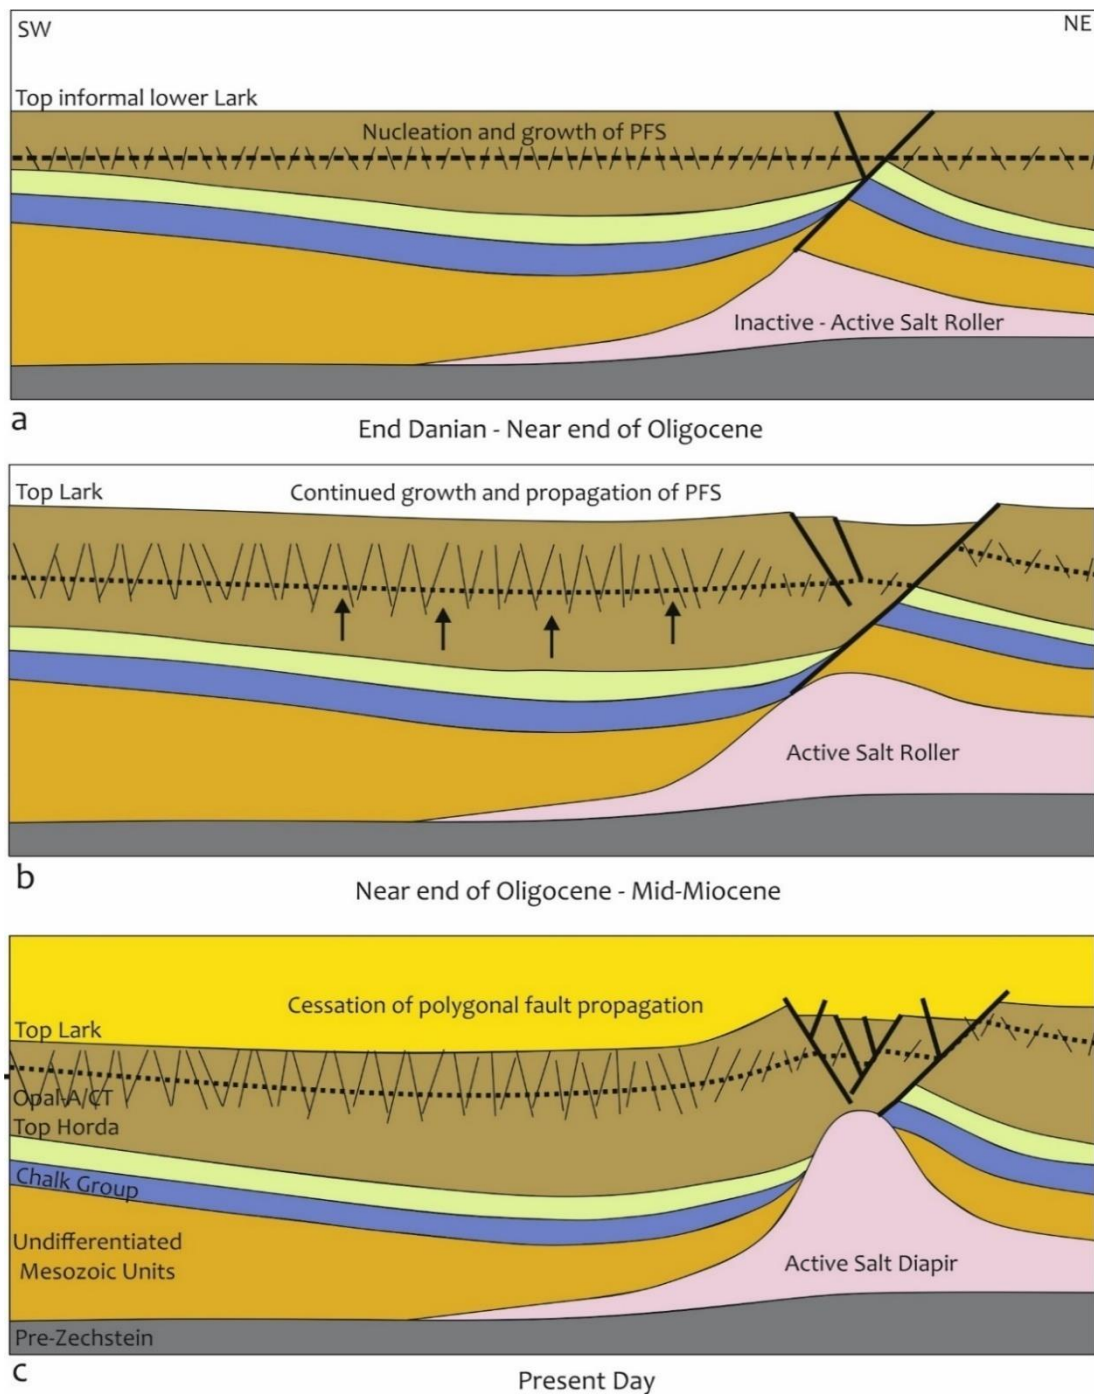 SW
NE
Top informal lower Lark
Nucleation and growth of PFS
Inactive - Active Salt Roller
a
End Danian - Near end of Oligocene
Top Lark
Continued growth and propagation of PFS
Active Salt Roller
b
Near end of Oligocene - Mid-Miocene
Cessation of polygonal fault propagation
Top Lark
Opal-A/CT
Top Horda
Chalk Group
Undifferentiated
Mesozoic Units
Active Salt Diapir
Pre-Zechstein
c
Present Day